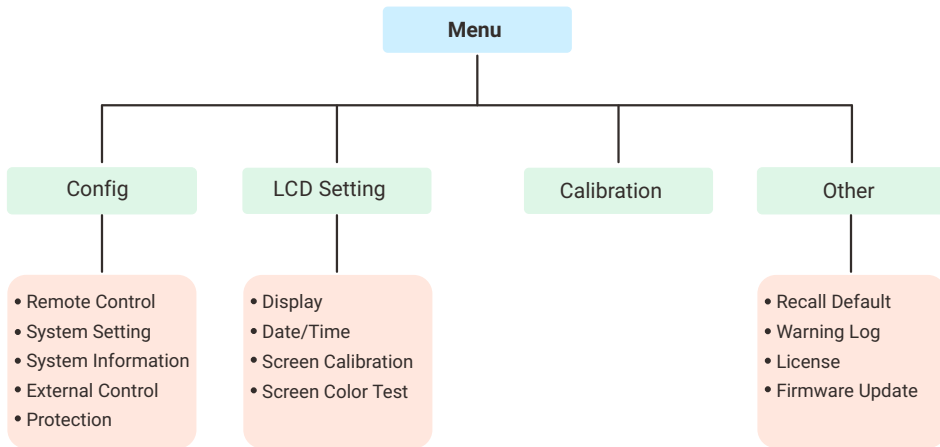 Menu
Config
LCD Setting
Calibration
Other
• Remote Control
• System Setting
• System Information
• External Control
• Protection
• Display
• Date/Time
• Screen Calibration
• Screen Color Test
• Recall Default
• Warning Log
• License
• Firmware Update